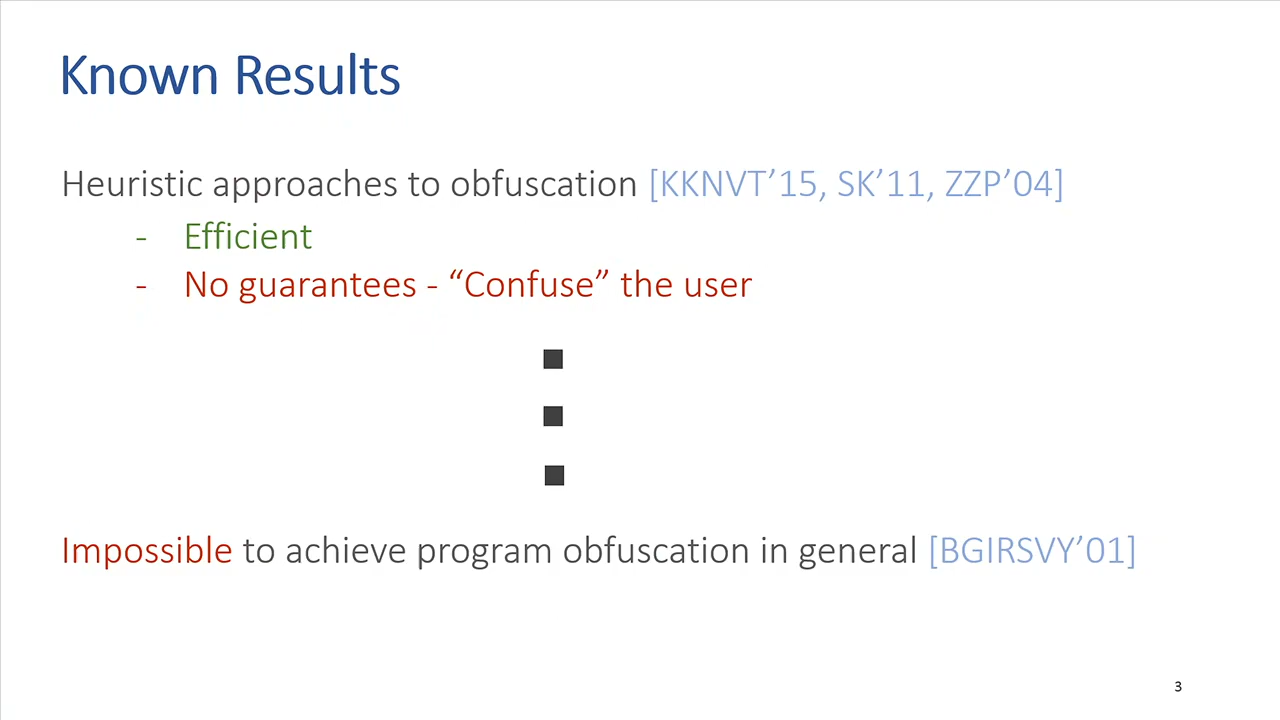 Known Results
Heuristic approaches to obfuscation [KKNVT’15, SK’11, ZZP’04]
- Efficient
- No guarantees - “Confuse” the user
Impossible to achieve program obfuscation in general [BGIRSVY’01]
3